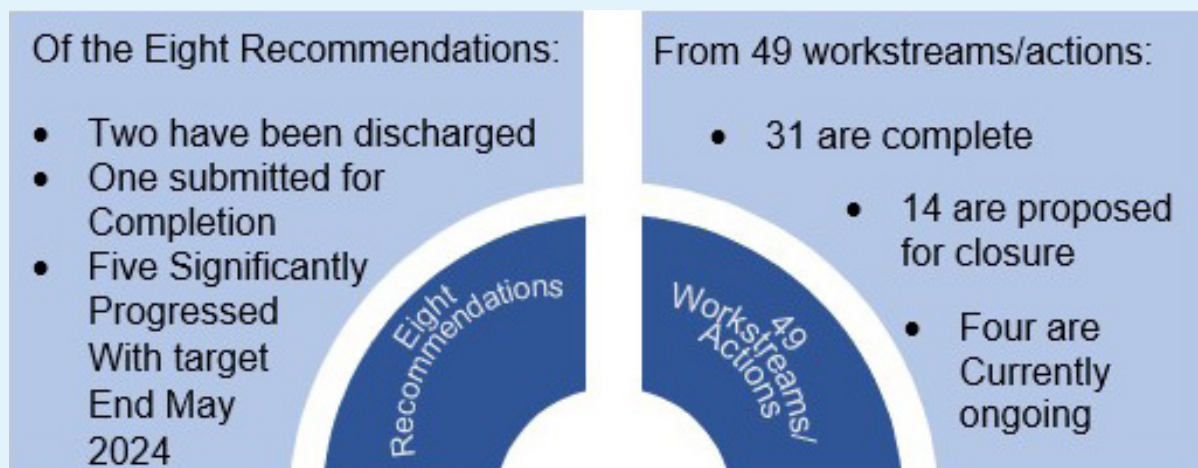 Of the Eight Recommendations:
• Two have been discharged
• One submitted for
Completion
• Five Significantly
Progressed
With target
End May
2024
Eight
Recommendations
From 49 workstreams/actions:
• 31 are complete
• 14 are proposed
for closure
• Four are
Currently
ongoing
49
Workstreams/
Actions